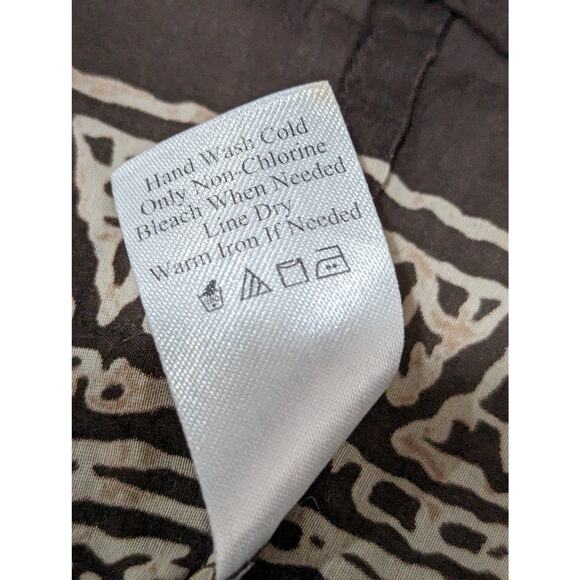 Hand Wash Cold
Only Non-Chlorine
Bleach When Needed
Line Dry
Warm Iron If Needed